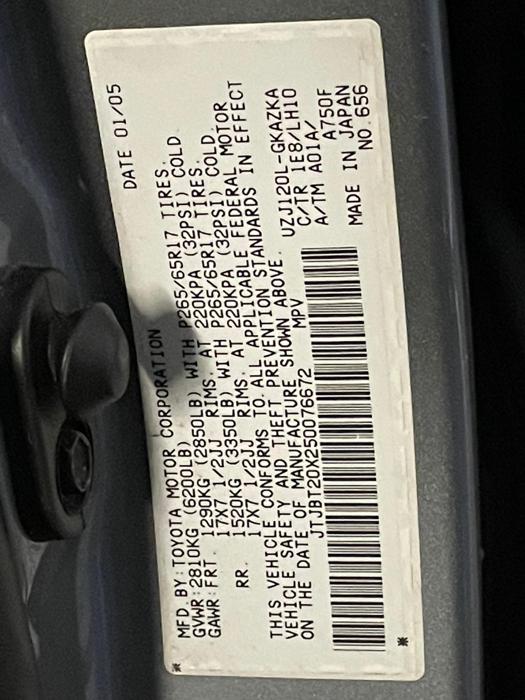 MFD.BY:TOYOTA MOTOR CORPORATION DATE 01/05
GVWR:2810KG (6200LB)
GAWR:FRT. 1290KG (2850LB) WITH P265/65R17 TIRES.
17X7 1/2JJ RIMS. AT 220KPA (32PSI) COLD.
RR. 1520KG (3350LB) WITH P265/65R17 TIRES.
17X7 1/2JJ RIMS. AT 220KPA (32PSI) COLD.
THIS VEHICLE CONFORMS TO ALL APPLICABLE FEDERAL MOTOR
VEHICLE SAFETY AND THEFT PREVENTION STANDARDS IN EFFECT
ON THE DATE OF MANUFACTURE SHOWN ABOVE.
JTJBT20X250076672 MPV
UZJ120L-GKAZKA
C/TR 1E8/LH10
A/TM A01A/
A750F
MADE IN JAPAN
NO.656